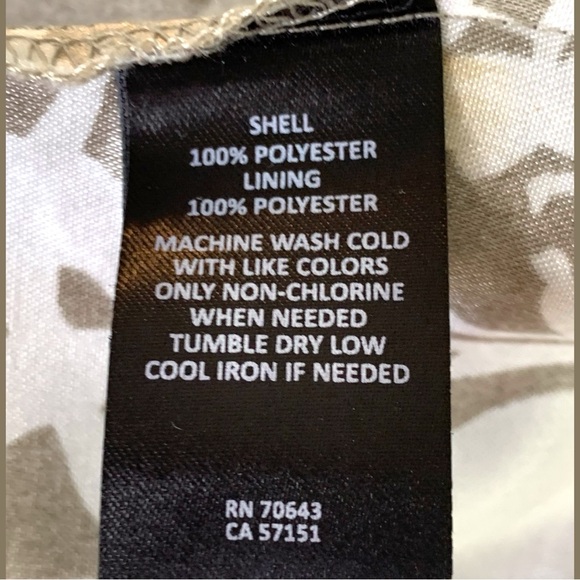 SHELL
100% POLYESTER
LINING
100% POLYESTER
MACHINE WASH COLD
WITH LIKE COLORS
ONLY NON-CHLORINE
WHEN NEEDED
TUMBLE DRY LOW
COOL IRON IF NEEDED
RN 70643
CA 57151